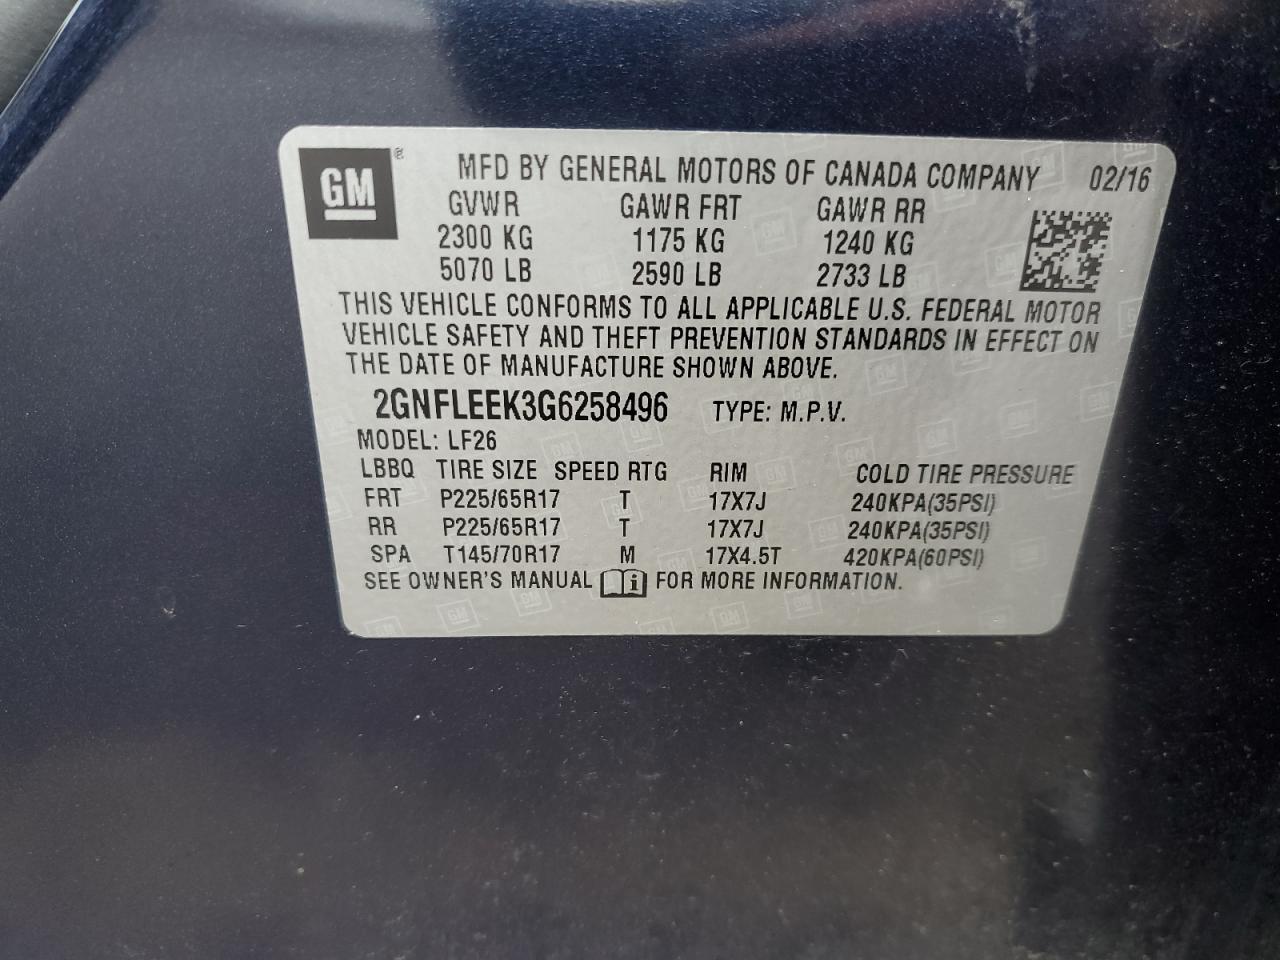 GM® MFD BY GENERAL MOTORS OF CANADA COMPANY 02/16
GVWR GAWR FRT GAWR RR
2300 KG 1175 KG 1240 KG
5070 LB 2590 LB 2733 LB
THIS VEHICLE CONFORMS TO ALL APPLICABLE U.S. FEDERAL MOTOR
VEHICLE SAFETY AND THEFT PREVENTION STANDARDS IN EFFECT ON
THE DATE OF MANUFACTURE SHOWN ABOVE.
2GNFLEEK3G6258496 TYPE: M.P.V.
MODEL: LF26
LBBQ TIRE SIZE SPEED RTG RIM COLD TIRE PRESSURE
FRT P225/65R17 T 17X7J 240KPA(35PSI)
RR P225/65R17 T 17X7J 240KPA(35PSI)
SPA T145/70R17 M 17X4.5T 420KPA(60PSI)
SEE OWNER'S MANUAL i FOR MORE INFORMATION.